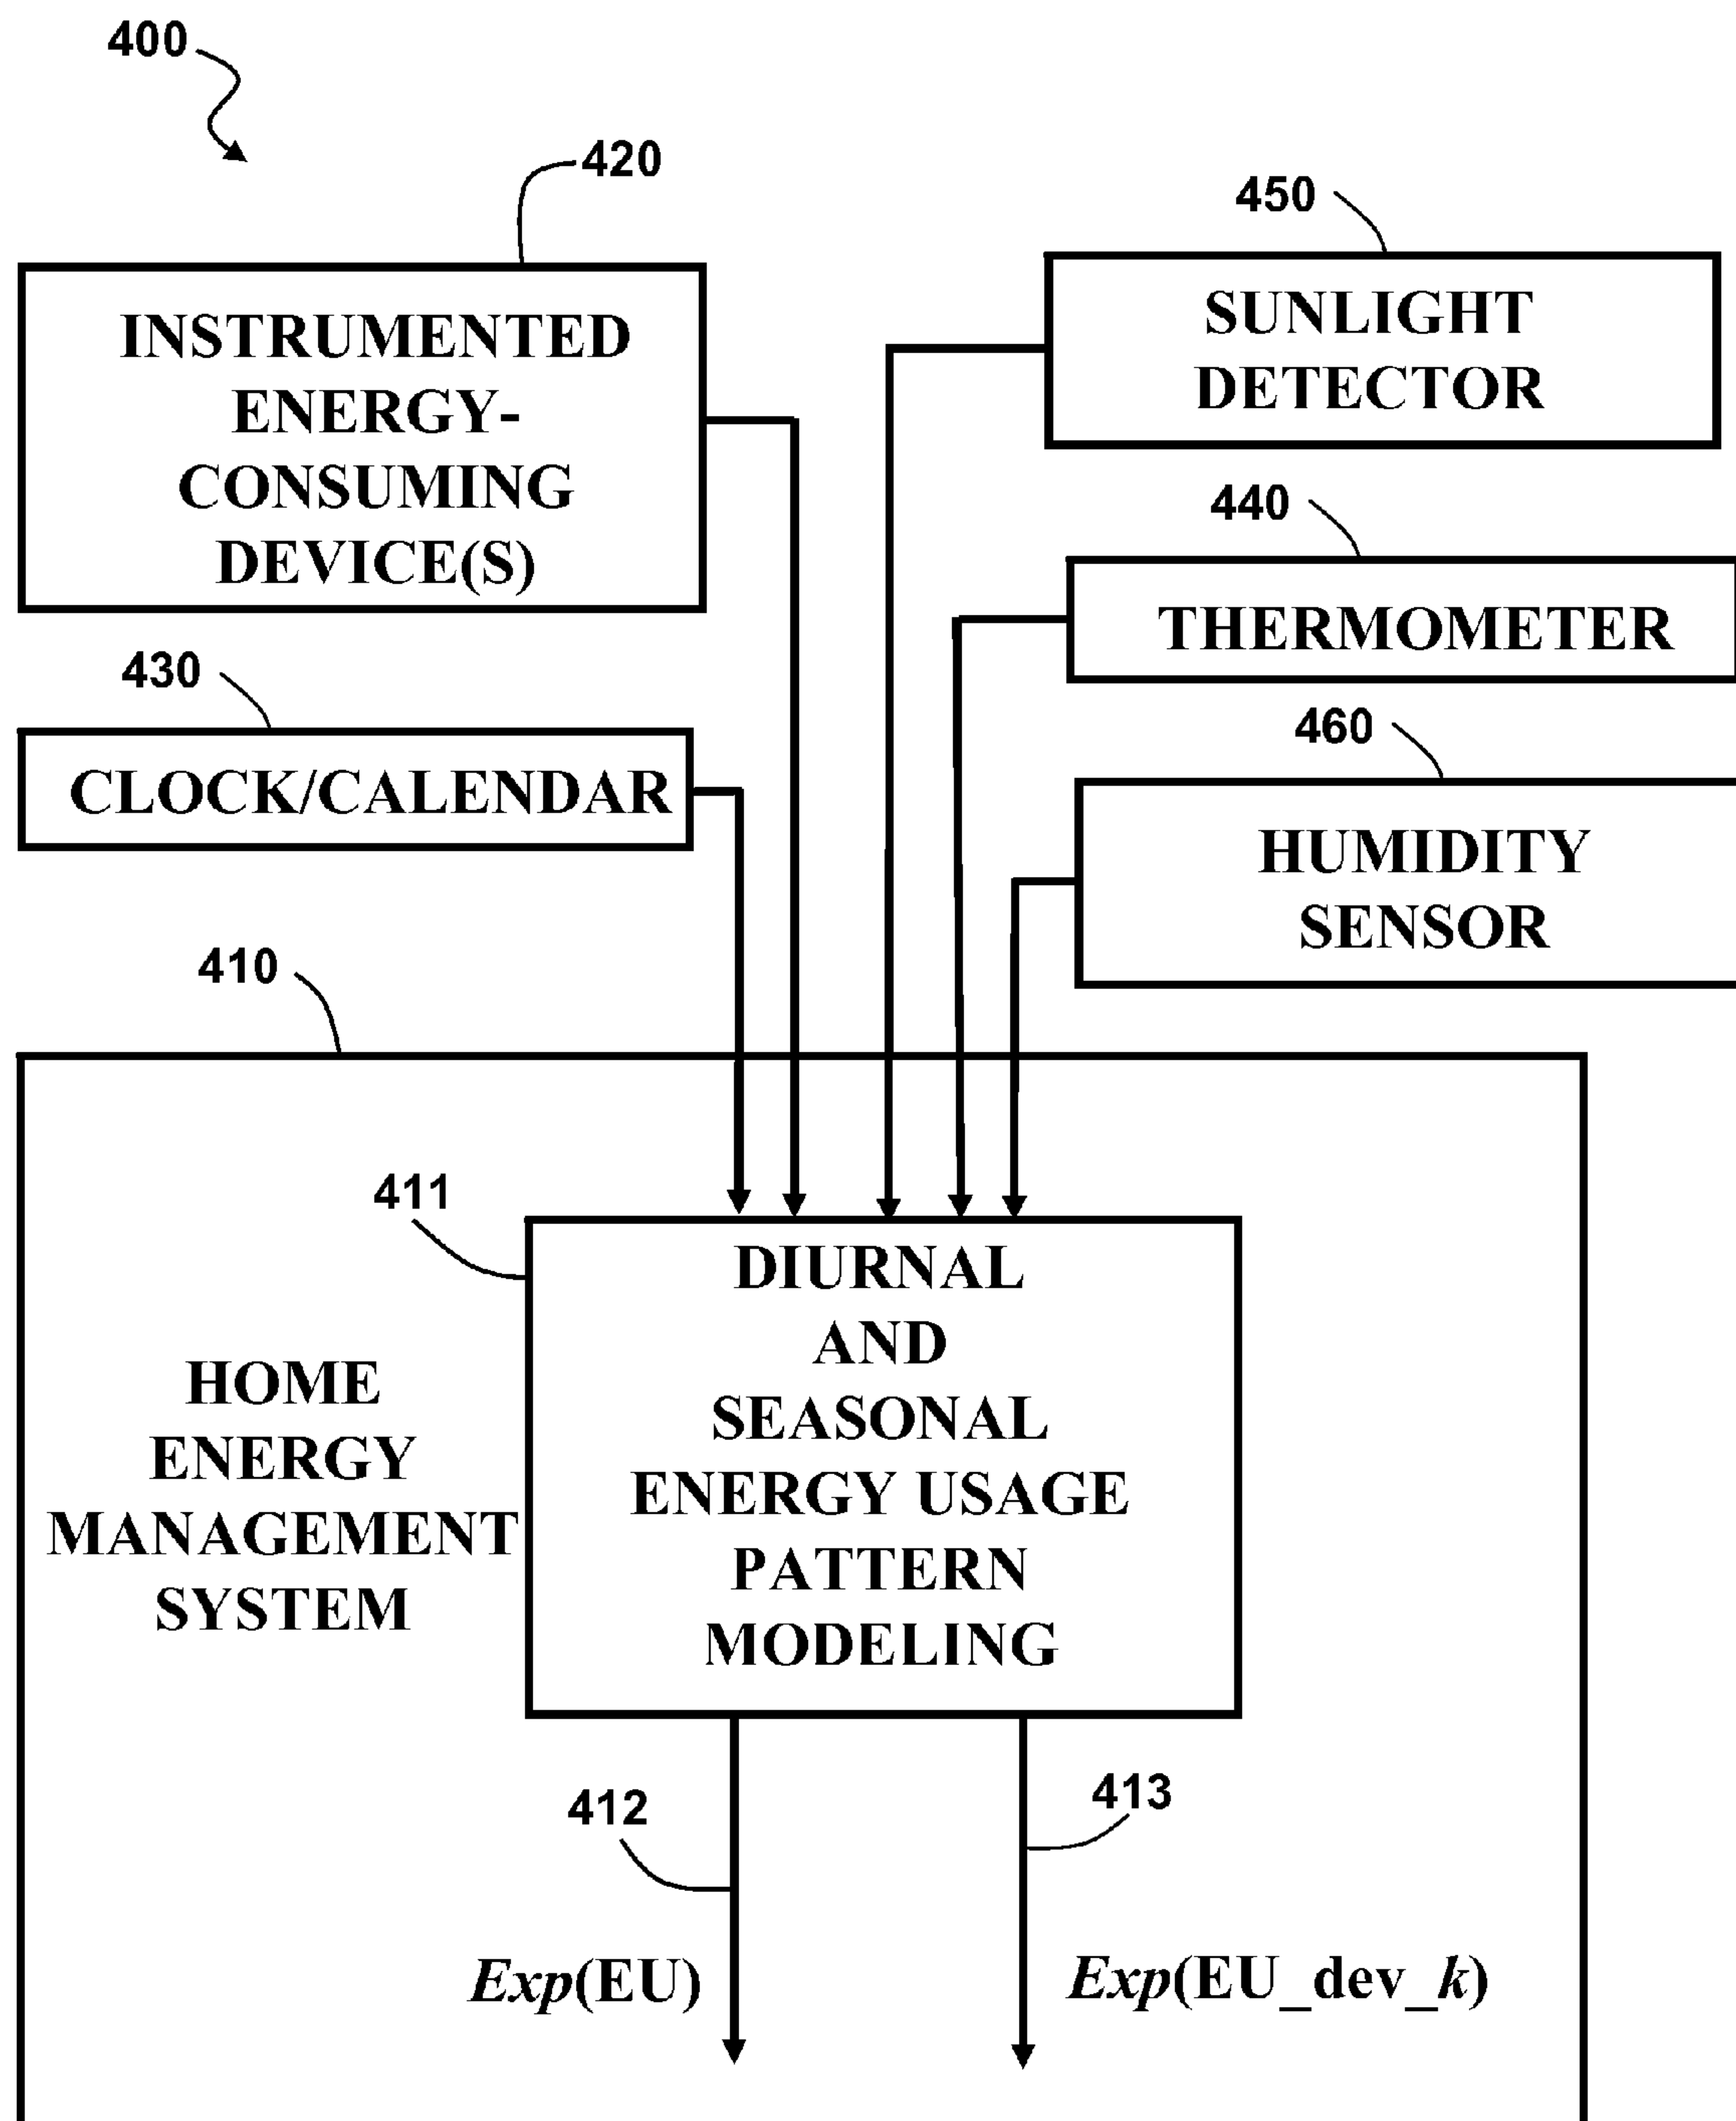 400
420
INSTRUMENTED
ENERGY-
CONSUMING
DEVICE(S)
450
SUNLIGHT
DETECTOR
440
THERMOMETER
430
CLOCK/CALENDAR
460
HUMIDITY
SENSOR
410
HOME
ENERGY
MANAGEMENT
SYSTEM
411
DIURNAL
AND
SEASONAL
ENERGY USAGE
PATTERN
MODELING
412
413
Exp(EU)
Exp(EU_dev_k)